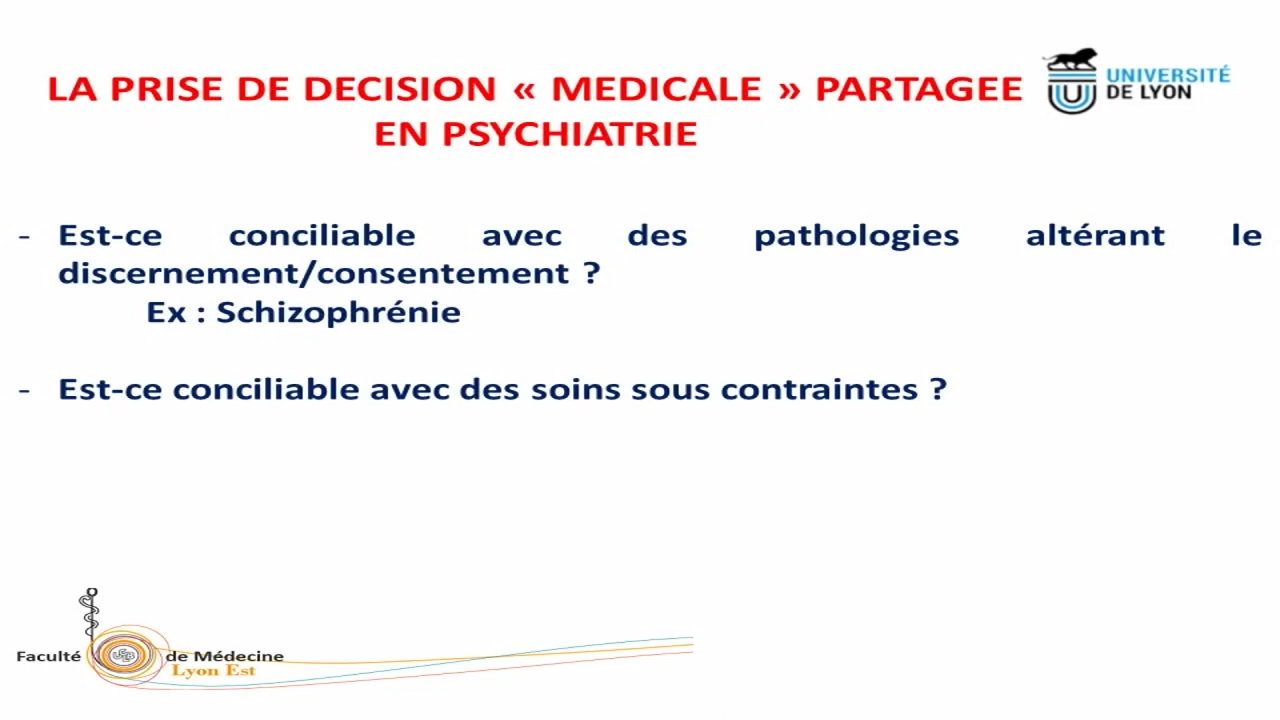 LA PRISE DE DECISION « MEDICALE » PARTAGEE
EN PSYCHIATRIE
UNIVERSITÉ
DE LYON
- Est-ce conciliable avec des pathologies altérant le
discernement/consentement ?
Ex : Schizophrénie
- Est-ce conciliable avec des soins sous contraintes ?
Faculté de Médecine
Lyon Est